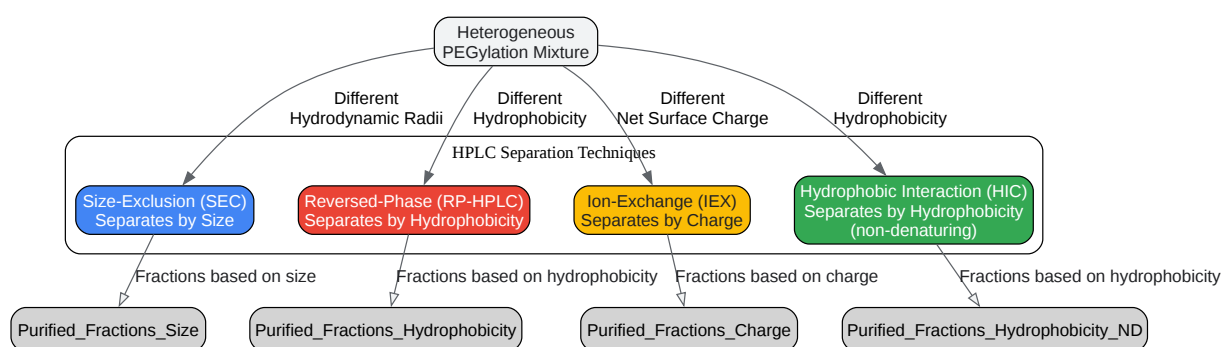 Heterogeneous
PEGylation Mixture
Different
Hydrodynamic Radii
Different
Hydrophobicity
Different
Net Surface Charge
Different
Hydrophobicity
HPLC Separation Techniques
Size-Exclusion (SEC)
Separates by Size
Reversed-Phase (RP-HPLC)
Separates by Hydrophobicity
Ion-Exchange (IEX)
Separates by Charge
Hydrophobic Interaction (HIC)
Separates by Hydrophobicity
(non-denaturing)
Fractions based on size
Fractions based on hydrophobicity
Fractions based on charge
Fractions based on hydrophobicity
Purified_Fractions_Size
Purified_Fractions_Hydrophobicity
Purified_Fractions_Charge
Purified_Fractions_Hydrophobicity_ND